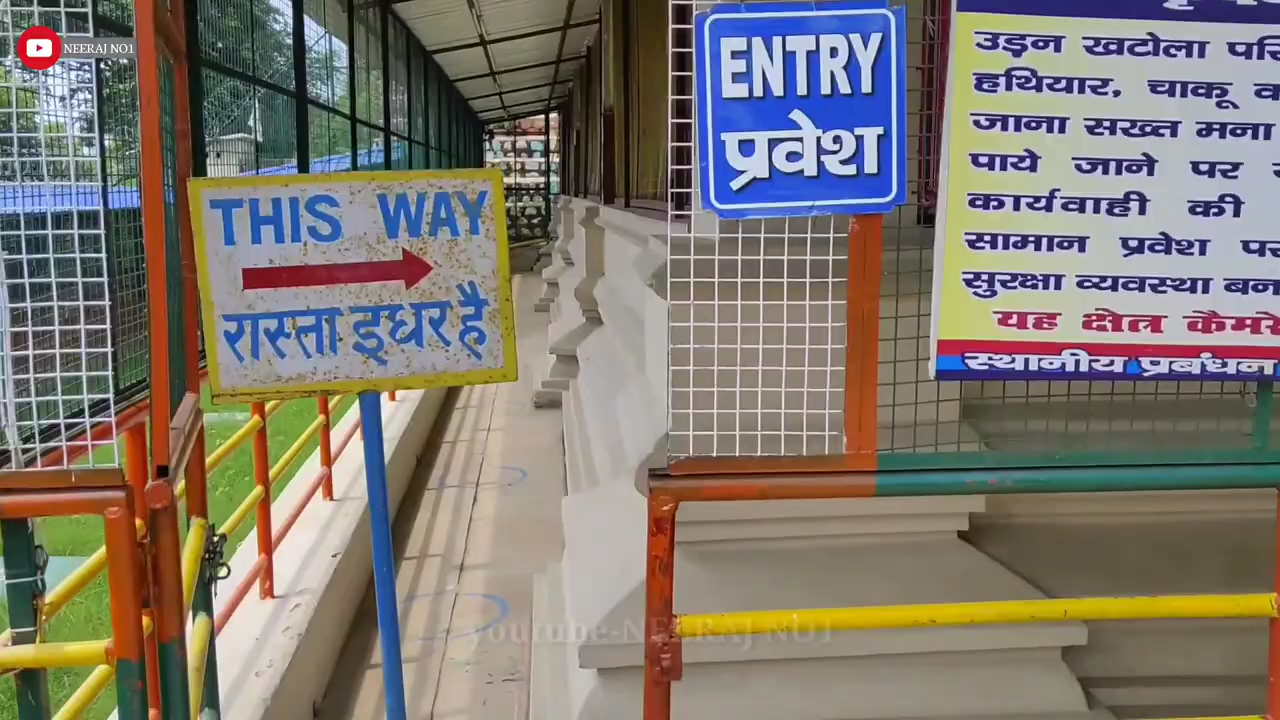 NEERAJ NO1
THIS WAY
रास्ता इधर है
ENTRY
प्रवेश
उड़न खटोला
हथियार, चाकू
जाना सख्त मना
पाये जाने पर
कार्यवाही की
सामान प्रवेश
सुरक्षा व्यवस्था
यह क्षेत्र
स्थानीय प्रबंधन
youtube-NEERAJ NO1